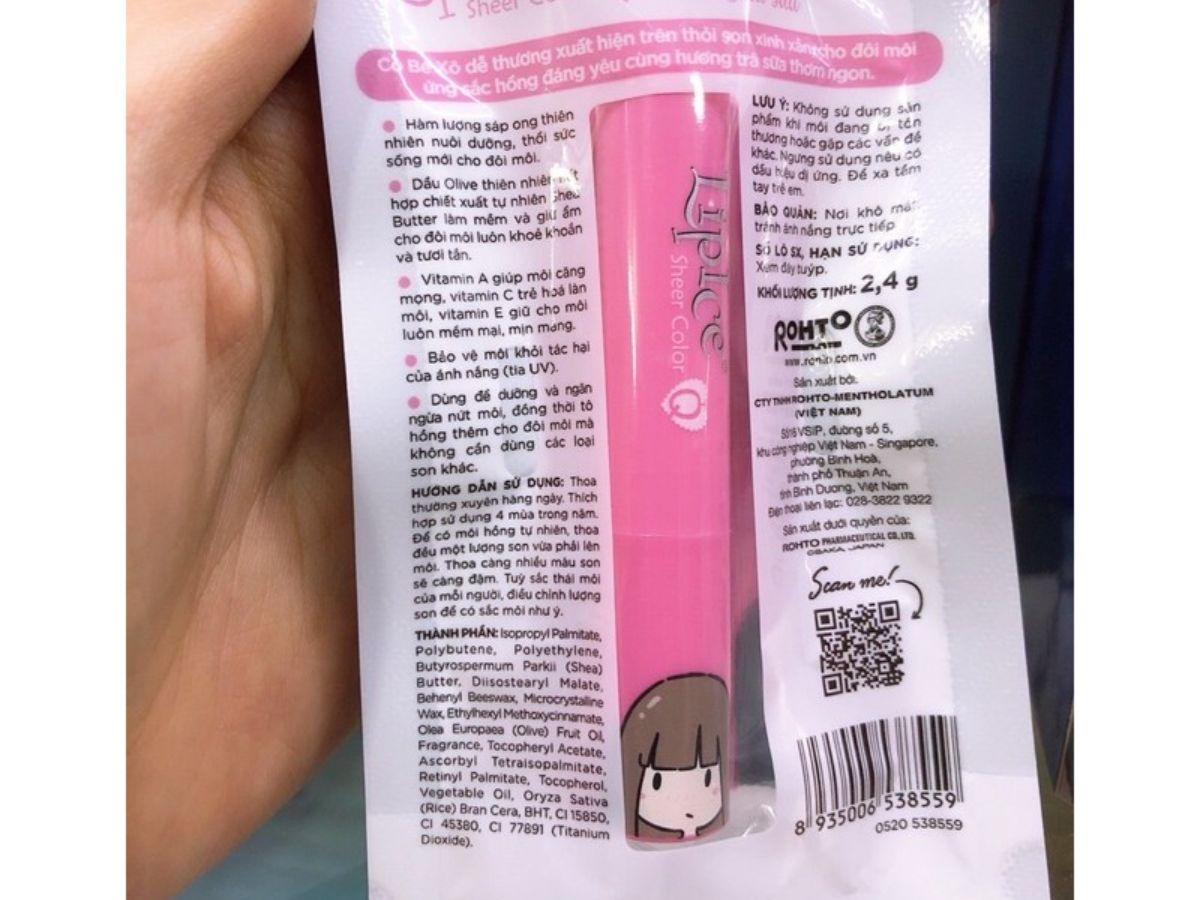 Sheer Color
Cô Bé Xô dễ thương xuất hiện trên thỏi son xinh xắn cho đôi môi
ửng sắc hồng đáng yêu cùng hương trà sữa thơm ngon.
Hàm lượng sáp ong thiên
nhiên nuôi dưỡng, thổi sức
sống mới cho đôi môi.
Dầu Olive thiên nhiên kết
hợp chiết xuất tự nhiên Shea
Butter làm mềm và giữ ẩm
cho đôi môi luôn khoẻ khoắn
và tươi tắn.
Vitamin A giúp môi căng
mọng, vitamin C trẻ hoá làn
môi, vitamin E giữ cho môi
luôn mềm mại, mịn màng.
Bảo vệ môi khỏi tác hại
của ánh nắng (tia UV).
Dùng để dưỡng và ngăn
ngừa nứt môi, đồng thời tô
hồng thêm cho đôi môi mà
không cần dùng các loại
son khác.
HƯỚNG DẪN SỬ DỤNG: Thoa
thường xuyên hàng ngày. Thích
hợp sử dụng 4 mùa trong năm.
Để có môi hồng tự nhiên, thoa
đều một lượng son vừa phải lên
môi. Thoa càng nhiều màu son
sẽ càng đậm. Tuỳ sắc thái môi
của mỗi người, điều chỉnh lượng
son để có sắc môi như ý.
THÀNH PHẦN: Isopropyl Palmitate,
Polybutene, Polyethylene,
Butyrospermum Parkii (Shea)
Butter, Diisostearyl Malate,
Behenyl Beeswax, Microcrystalline
Wax, Ethylhexyl Methoxycinnamate,
Olea Europaea (Olive) Fruit Oil,
Fragrance, Tocopheryl Acetate,
Ascorbyl Tetraisopalmitate,
Retinyl Palmitate, Tocopherol,
Vegetable Oil, Oryza Sativa
(Rice) Bran Cera, BHT, CI 15850,
CI 45380, CI 77891 (Titanium
Dioxide).
LipIce
Sheer Color
LƯU Ý: Không sử dụng sản
phẩm khi môi đang bị tổn
thương hoặc gặp các vấn đề
khác. Ngưng sử dụng nếu có
dấu hiệu dị ứng. Để xa tầm
tay trẻ em.
BẢO QUẢN: Nơi khô mát
tránh ánh nắng trực tiếp
SỐ LÔ SX, HẠN SỬ DỤNG:
Xem đáy tuýp.
KHỐI LƯỢNG TỊNH: 2,4 g
ROHTO
www.rohto.com.vn
Sản xuất bởi:
CTY TNHH ROHTO-MENTHOLATUM
(VIỆT NAM)
Số 16 VSIP, đường số 5,
khu công nghiệp Việt Nam - Singapore,
phường Bình Hoà,
thành phố Thuận An,
tỉnh Bình Dương, Việt Nam
Điện thoại liên lạc: 028-3822 9322
Sản xuất dưới quyền của:
ROHTO PHARMACEUTICAL CO., LTD.
OSAKA, JAPAN
Scan me!
8 935006 538559
0520 538559